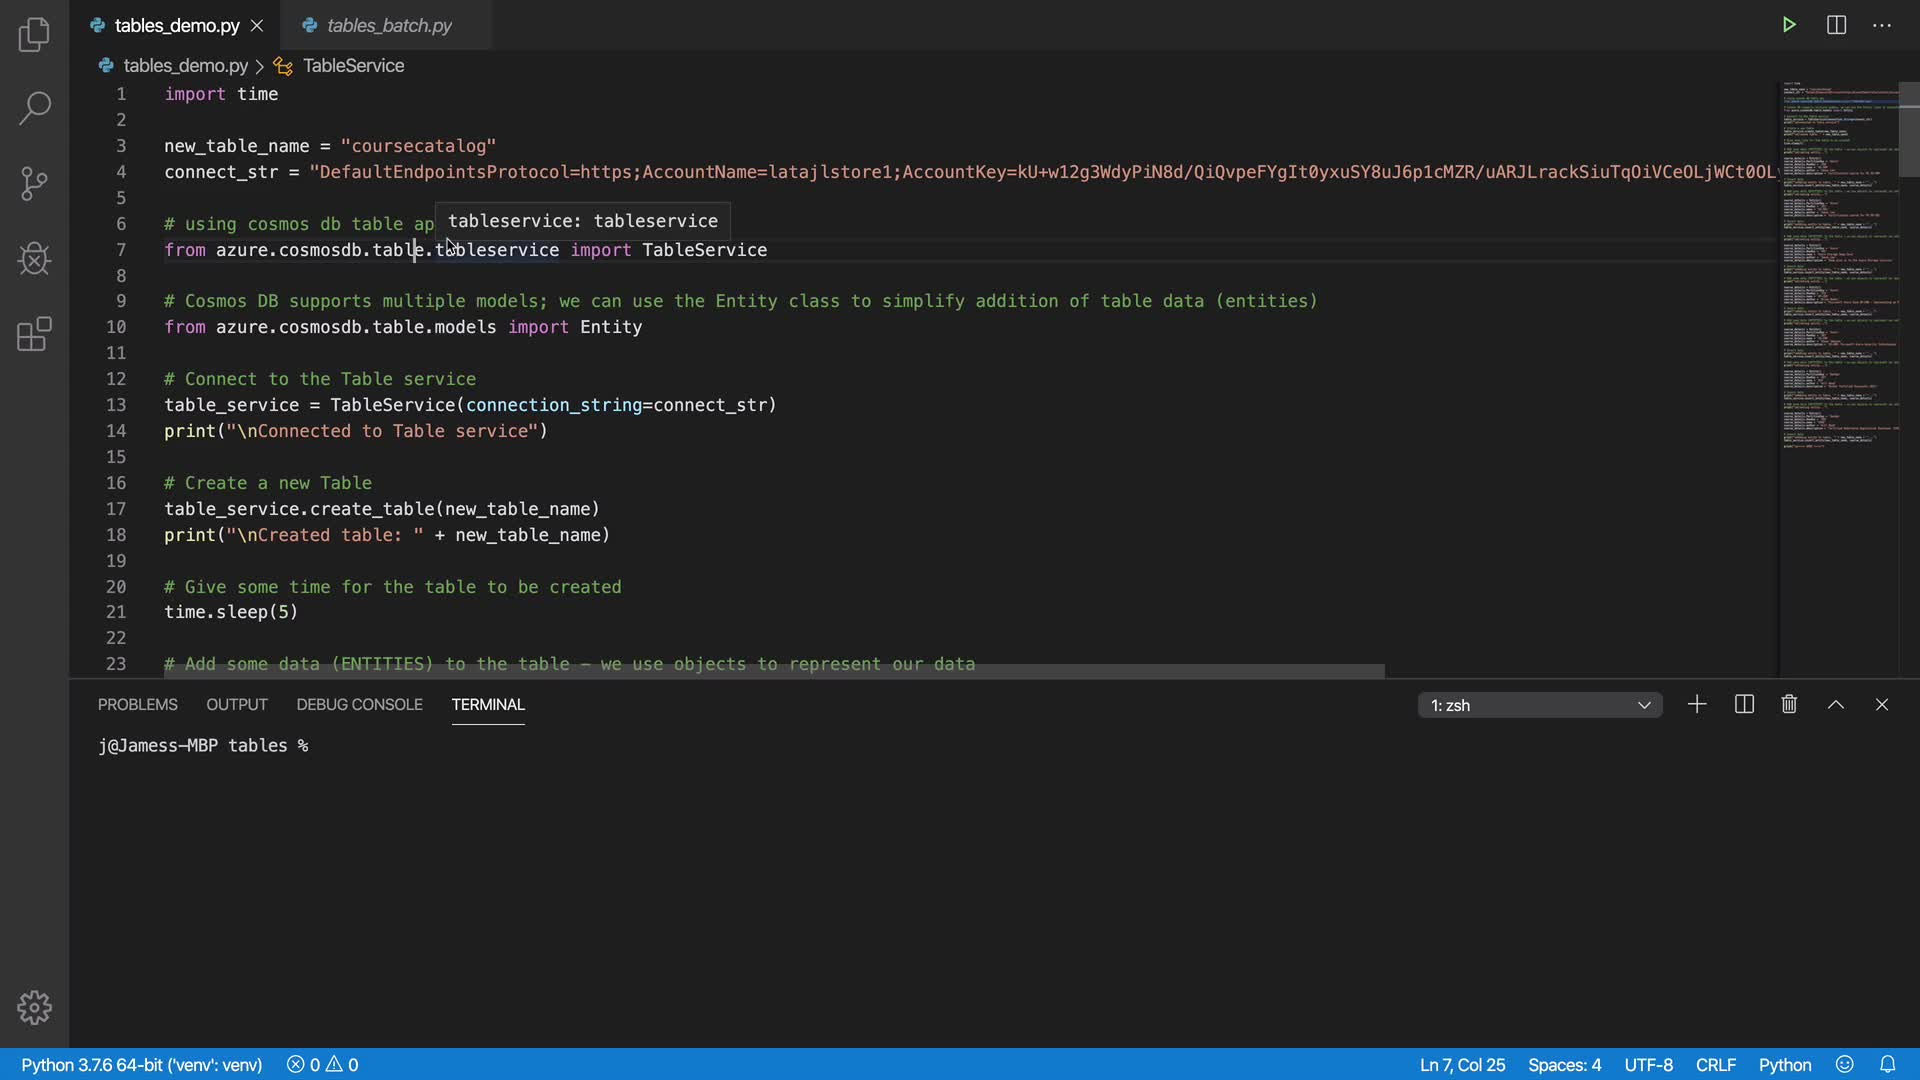 tables_demo.py
tables_batch.py
tables_demo.py > TableService
1 import time
2
3 new_table_name = "coursecatalog"
4 connect_str = "DefaultEndpointsProtocol=https;AccountName=latajlstore1;AccountKey=kU+w12g3WdyPiN8d/QiQvpeFYgIt0yxuSY8uJ6p1cMZR/uARJLrackSiuTqOiVCeOLjWCt0OL
5
tableservice: tableservice
6 # using cosmos db table ap
7 from azure.cosmosdb.table.tableservice import TableService
8
9 # Cosmos DB supports multiple models; we can use the Entity class to simplify addition of table data (entities)
10 from azure.cosmosdb.table.models import Entity
11
12 # Connect to the Table service
13 table_service = TableService(connection_string=connect_str)
14 print("\nConnected to Table service")
15
16 # Create a new Table
17 table_service.create_table(new_table_name)
18 print("\nCreated table: " + new_table_name)
19
20 # Give some time for the table to be created
21 time.sleep(5)
22
23 # Add some data (ENTITIES) to the table – we use objects to represent our data
PROBLEMS OUTPUT DEBUG CONSOLE TERMINAL 1: zsh
j@Jamess-MBP tables %
Python 3.7.6 64-bit ('venv': venv) 0 0 Ln 7, Col 25 Spaces: 4 UTF-8 CRLF Python